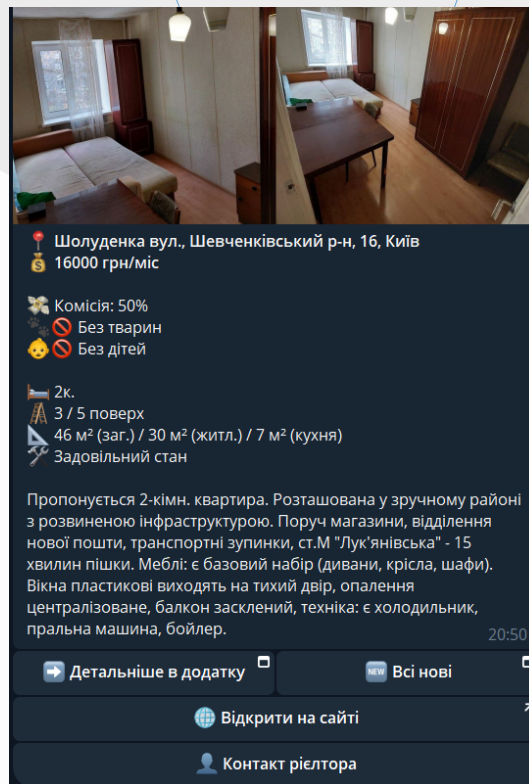 Шолуденка вул., Шевченківський р-н, 16, Київ
16000 грн/міс
Комісія: 50%
Без тварин
Без дітей
2к.
3 / 5 поверх
46 м² (заг.) / 30 м² (житл.) / 7 м² (кухня)
Задовільний стан
Пропонується 2-кімн. квартира. Розташована у зручному районі
з розвиненою інфраструктурою. Поруч магазини, відділення
нової пошти, транспортні зупинки, ст.М "Лук'янівська" - 15
хвилин пішки. Меблі: є базовий набір (дивани, крісла, шафи).
Вікна пластикові виходять на тихий двір, опалення
централізоване, балкон засклений, техніка: є холодильник,
пральна машина, бойлер.
20:50
Детальніше в додатку
NEW Всі нові
Відкрити на сайті
Контакт рієлтора